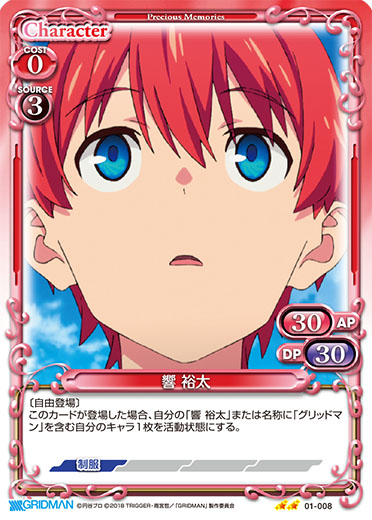 Precious Memories
Character
COST
0
SOURCE
3
30 AP
DP 30
響 裕太
〔自由登場〕
このカードが登場した場合、自分の「響 裕太」または名称に「グリッドマ
ン」を含む自分のキャラ1枚を活動状態にする。
制服
GRIDMAN ©円谷プロ ©2018 TRIGGER・雨宮哲/「GRIDMAN」製作委員会 ★★ 01-008